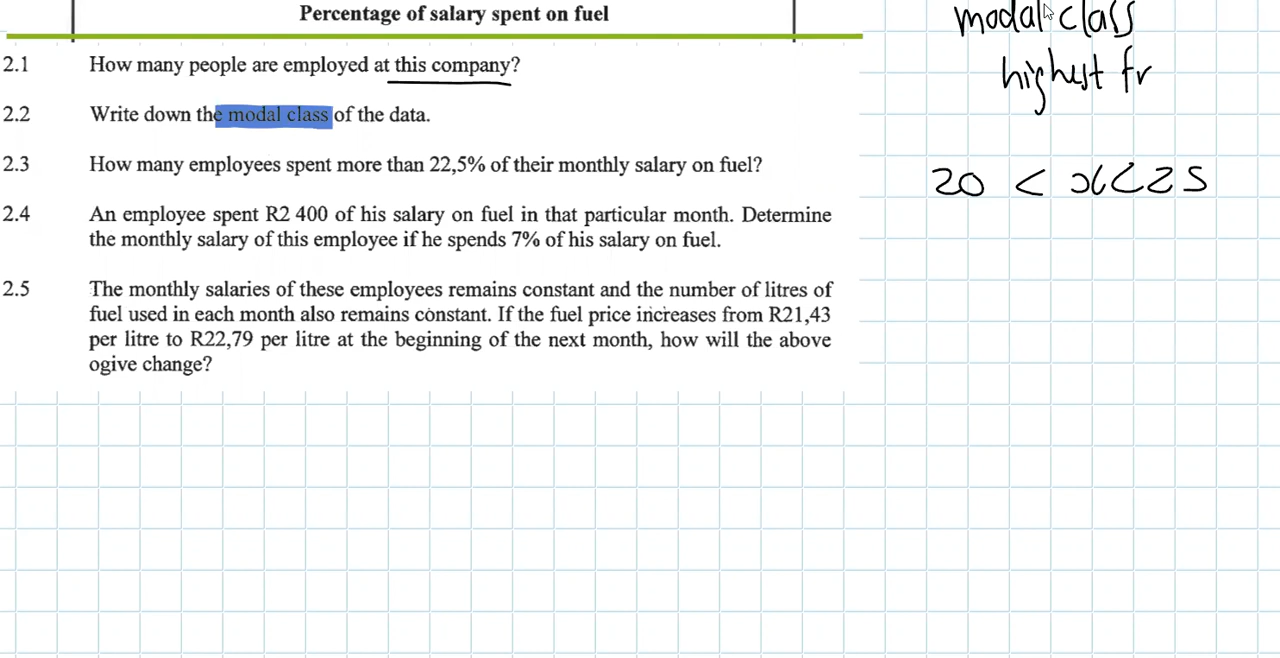 Percentage of salary spent on fuel
modal class
highest fr
2.1 How many people are employed at this company?
2.2 Write down the modal class of the data.
2.3 How many employees spent more than 22,5% of their monthly salary on fuel?
20 < x < 25
2.4 An employee spent R2 400 of his salary on fuel in that particular month. Determine
the monthly salary of this employee if he spends 7% of his salary on fuel.
2.5 The monthly salaries of these employees remains constant and the number of litres of
fuel used in each month also remains constant. If the fuel price increases from R21,43
per litre to R22,79 per litre at the beginning of the next month, how will the above
ogive change?